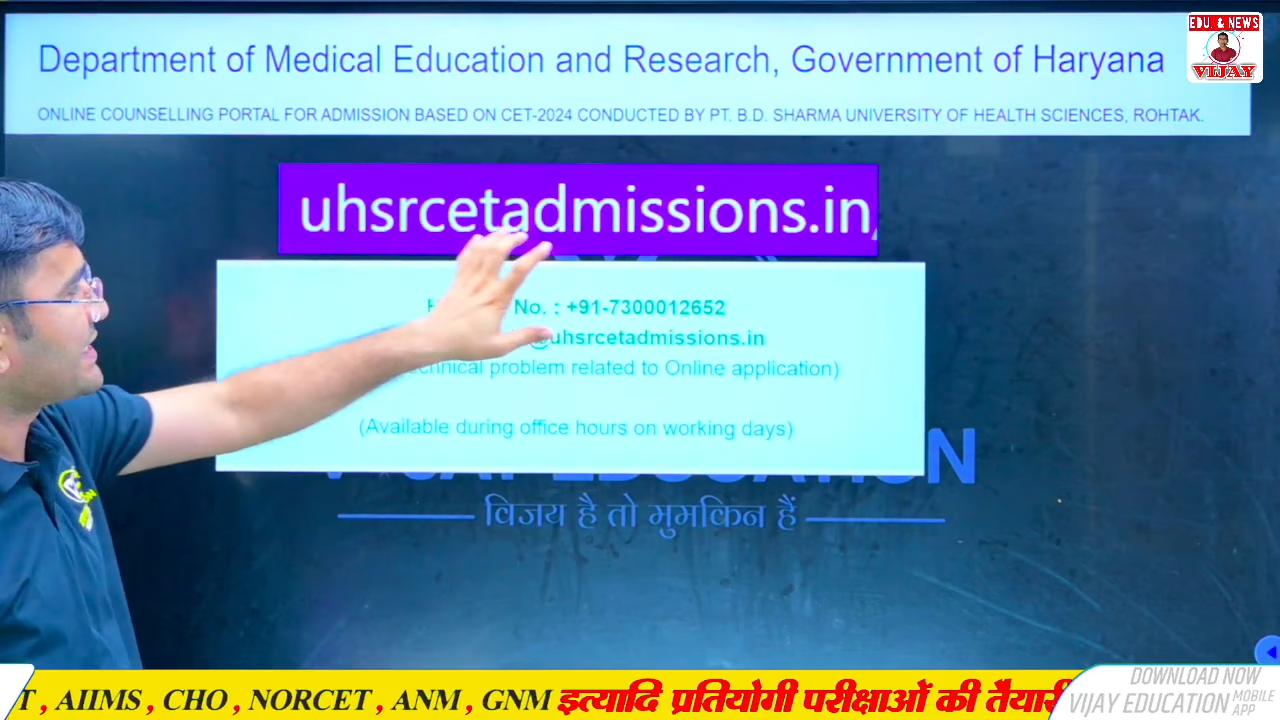 EDU. & NEWS
VIJAY
Department of Medical Education and Research, Government of Haryana
ONLINE COUNSELLING PORTAL FOR ADMISSION BASED ON CET-2024 CONDUCTED BY PT. B.D. SHARMA UNIVERSITY OF HEALTH SCIENCES, ROHTAK.
uhsrcetadmissions.in/
No. : +91-7300012652
@uhsrcetadmissions.in
technical problem related to Online application)
(Available during office hours on working days)
विजय है तो मुमकिन हैं
T , AIIMS , CHO , NORCET , ANM , GNM इत्यादि प्रतियोगी परीक्षाओं की तैयारी
DOWNLOAD NOW
VIJAY EDUCATION MOBILE APP